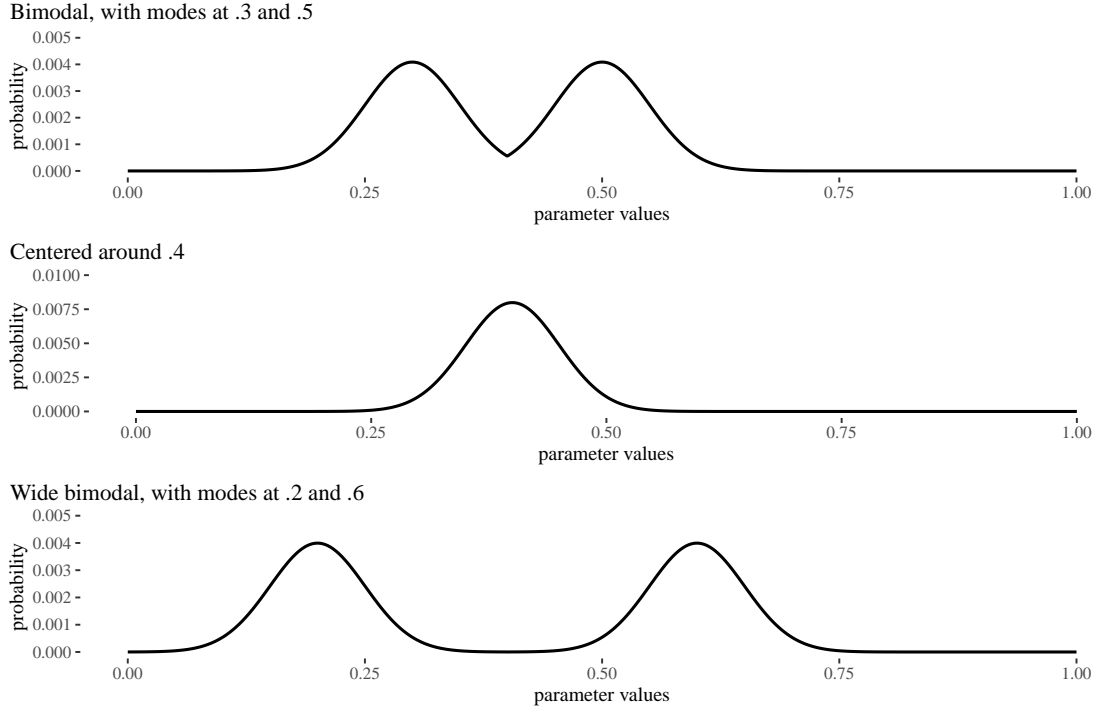 Bimodal, with modes at .3 and .5
0.005
0.004
0.003
0.002
0.001
0.000
probability
0.00 0.25 0.50 0.75 1.00
parameter values
Centered around .4
0.0100
0.0075
0.0050
0.0025
0.0000
probability
0.00 0.25 0.50 0.75 1.00
parameter values
Wide bimodal, with modes at .2 and .6
0.005
0.004
0.003
0.002
0.001
0.000
probability
0.00 0.25 0.50 0.75 1.00
parameter values